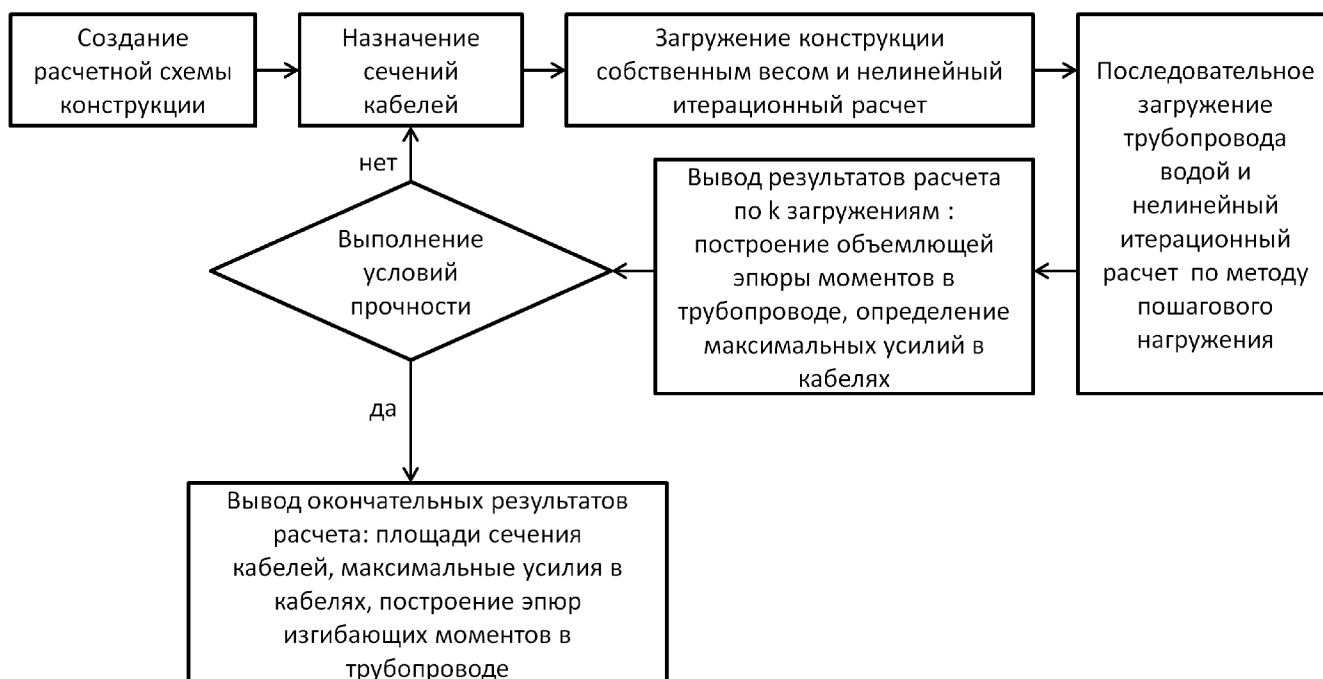 Создание
расчетной схемы
конструкции
Назначение
сечений
кабелей
Загружение конструкции
собственным весом и нелинейный
итерационный расчет
Последовательное
загружение
трубопровода
водой и
нелинейный
итерационный
расчет по методу
пошагового
нагружения
Вывод результатов расчета
по k загружениям :
построение объемлющей
эпюры моментов в
трубопроводе, определение
максимальных усилий в
кабелях
Выполнение
условий
прочности
нет
да
Вывод окончательных результатов
расчета: площади сечения
кабелей, максимальные усилия в
кабелях, построение эпюр
изгибающих моментов в
трубопроводе